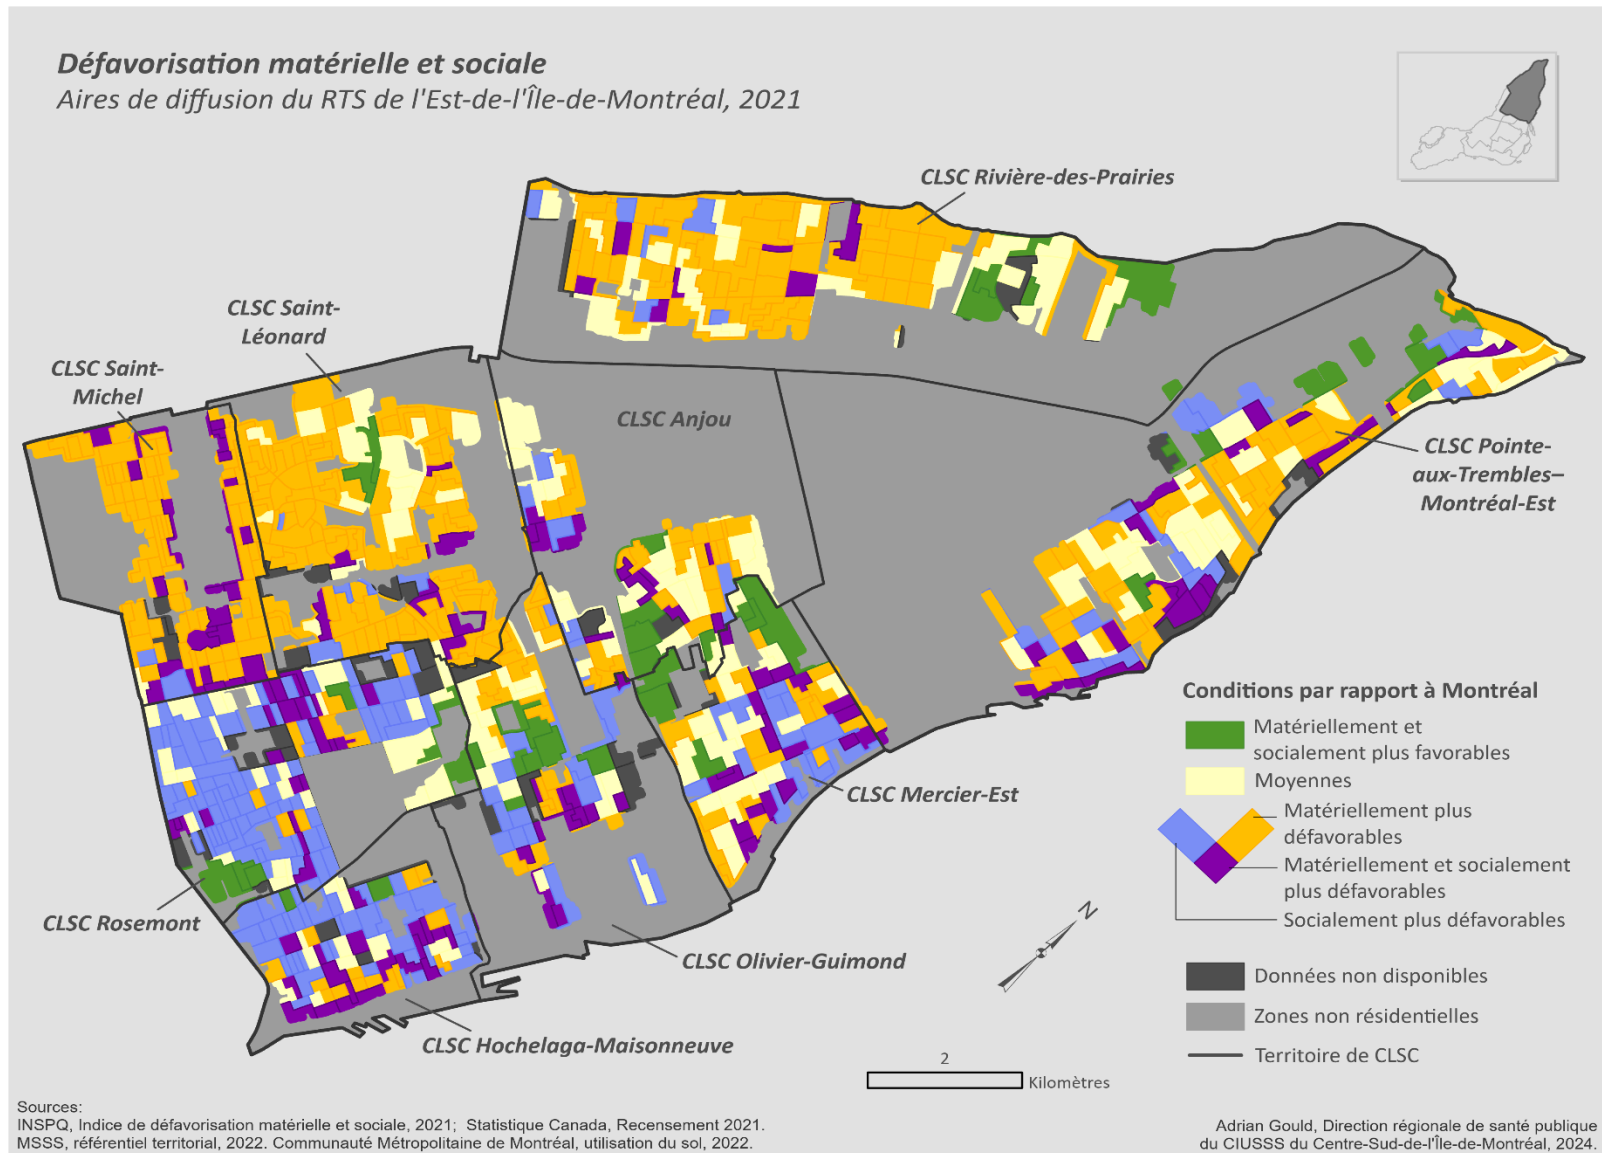 Défavorisation matérielle et sociale
Aires de diffusion du RTS de l'Est-de-l'Île-de-Montréal, 2021
CLSC Rivière-des-Prairies
CLSC Saint-
Léonard
CLSC Saint-
Michel
CLSC Anjou
CLSC Pointe-
aux-Trembles–
Montréal-Est
CLSC Mercier-Est
CLSC Rosemont
CLSC Olivier-Guimond
CLSC Hochelaga-Maisonneuve
N
2
Kilomètres
Conditions par rapport à Montréal
Matériellement et
socialement plus favorables
Moyennes
Matériellement plus
défavorables
Matériellement et socialement
plus défavorables
Socialement plus défavorables
Données non disponibles
Zones non résidentielles
Territoire de CLSC
Sources:
INSPQ, Indice de défavorisation matérielle et sociale, 2021; Statistique Canada, Recensement 2021.
MSSS, référentiel territorial, 2022. Communauté Métropolitaine de Montréal, utilisation du sol, 2022.
Adrian Gould, Direction régionale de santé publique
du CIUSSS du Centre-Sud-de-l'Île-de-Montréal, 2024.